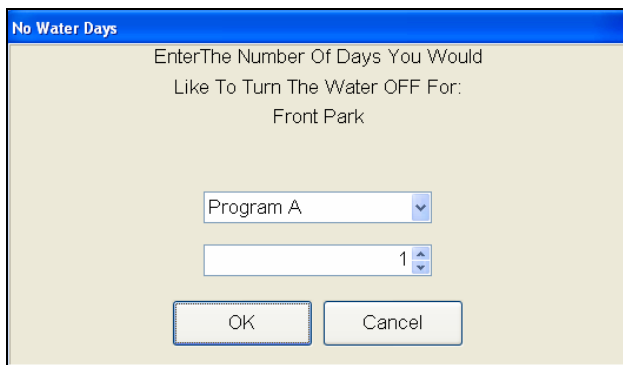 No Water Days
EnterThe Number Of Days You Would
Like To Turn The Water OFF For:
Front Park
Program A
1
OK
Cancel